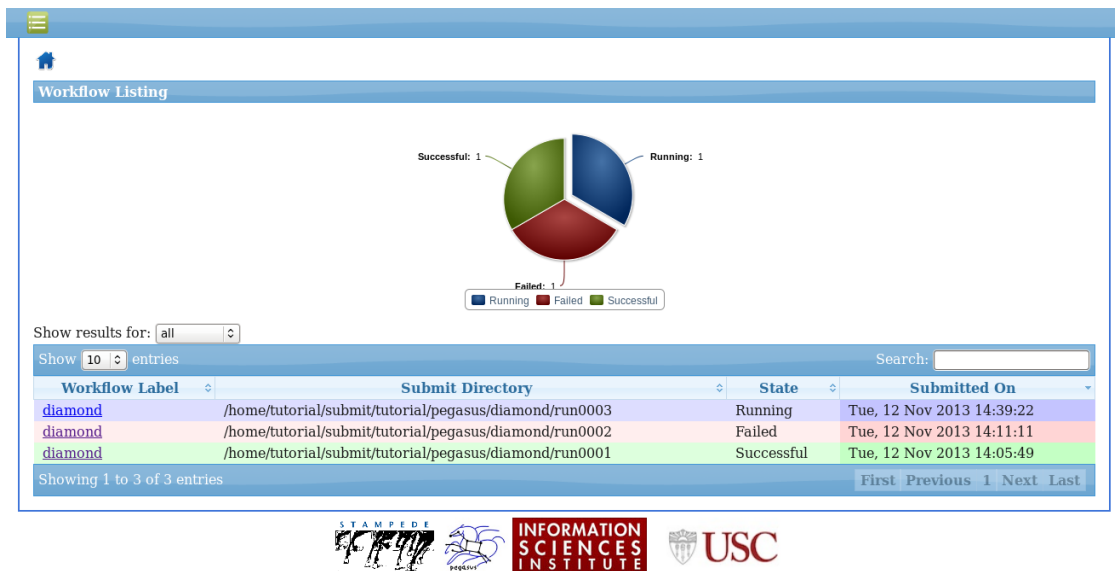 Workflow Listing
Successful: 1
Running: 1
Failed: 1
Running Failed Successful
Show results for: all
Show 10 entries Search:
Workflow Label Submit Directory State Submitted On
diamond /home/tutorial/submit/tutorial/pegasus/diamond/run0003 Running Tue, 12 Nov 2013 14:39:22
diamond /home/tutorial/submit/tutorial/pegasus/diamond/run0002 Failed Tue, 12 Nov 2013 14:11:11
diamond /home/tutorial/submit/tutorial/pegasus/diamond/run0001 Successful Tue, 12 Nov 2013 14:05:49
Showing 1 to 3 of 3 entries First Previous 1 Next Last
STAMPEDE
pegasus
INFORMATION
SCIENCES
INSTITUTE
USC